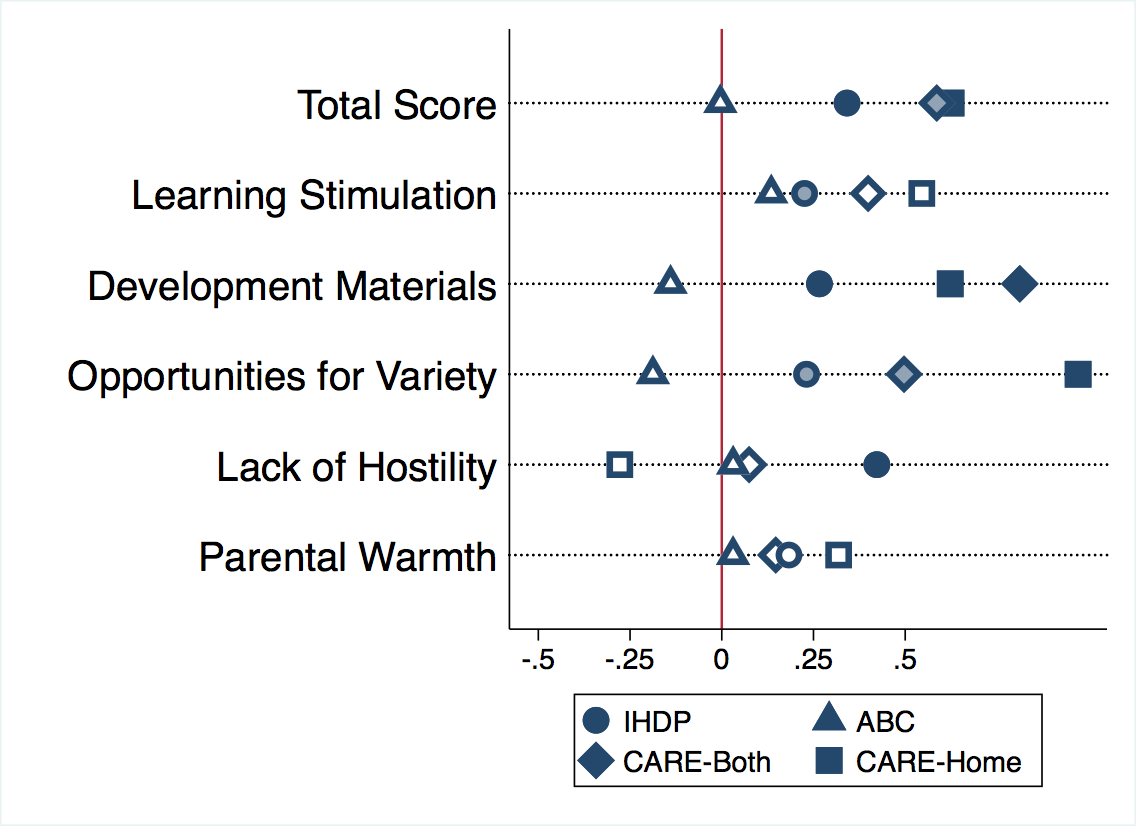 Total Score
Learning Stimulation
Development Materials
Opportunities for Variety
Lack of Hostility
Parental Warmth
-.5 -.25 0 .25 .5
IHDP ABC
CARE-Both CARE-Home